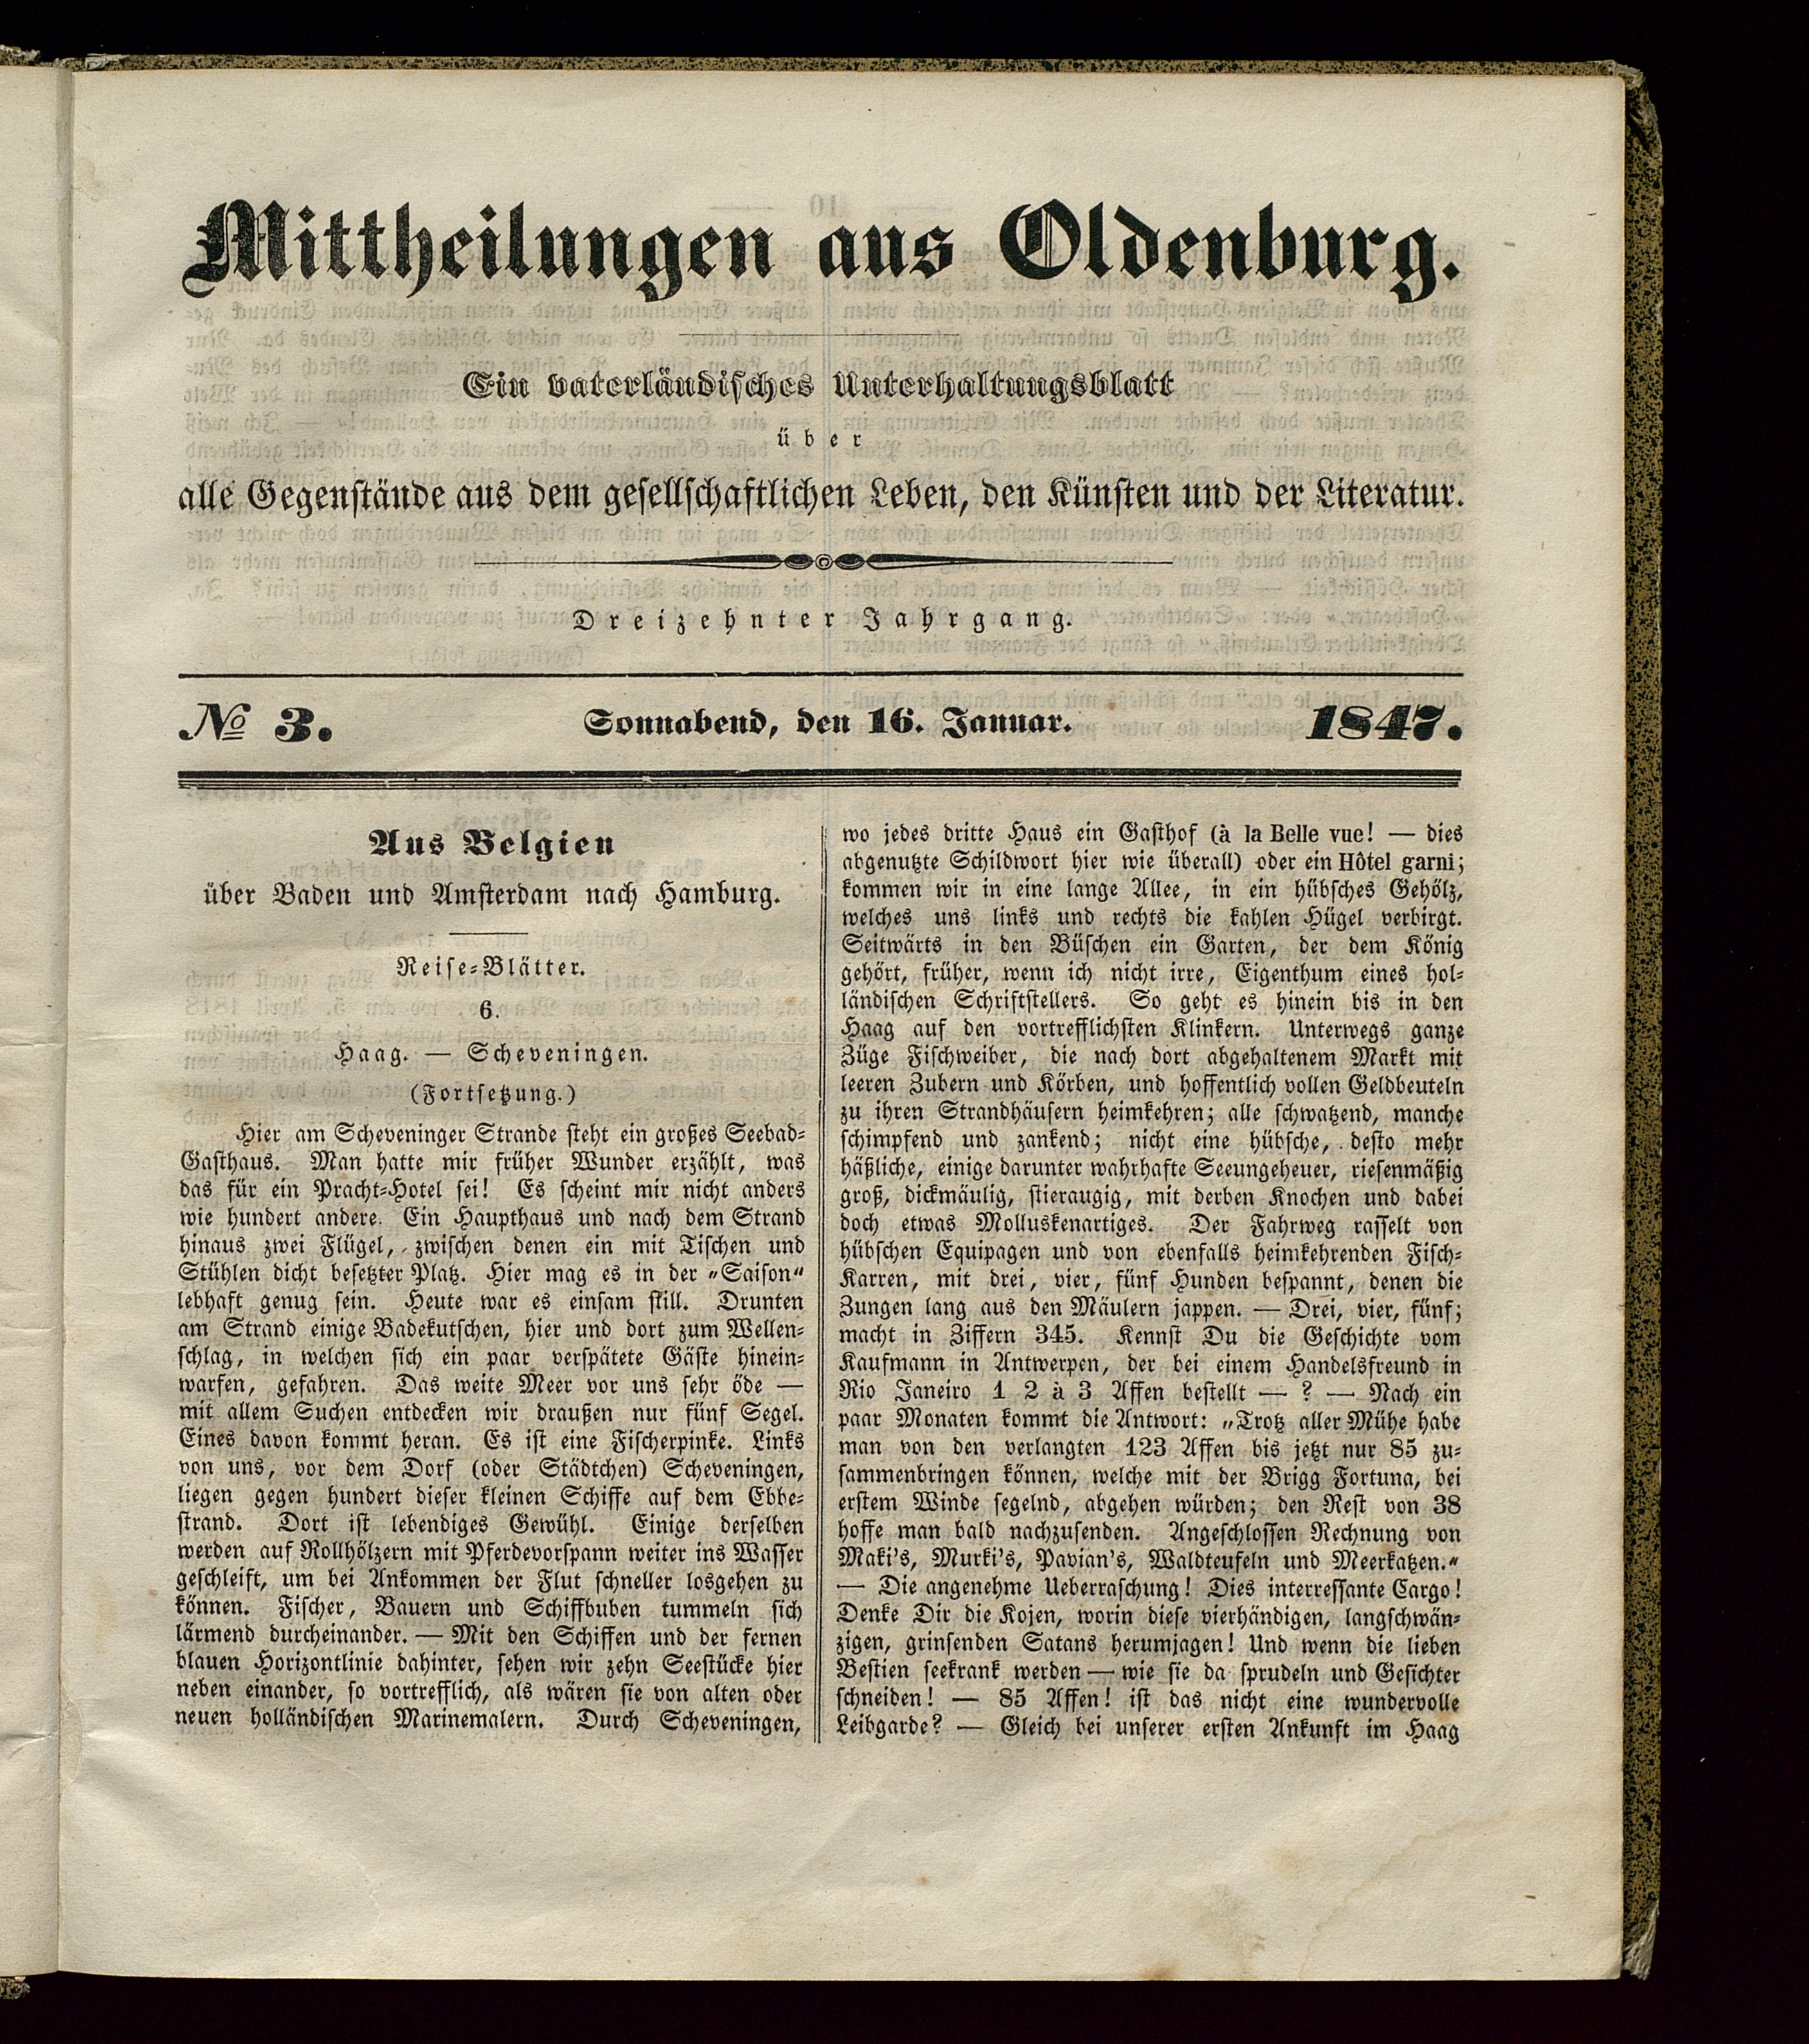 Mittheilungen aus Oldenburg.
Ein vaterländisches Unterhaltungsblatt
über
alle Gegenstände aus dem gesellschaftlichen Leben, den Künsten und der Literatur.
Dreizehnter Jahrgang.
№ 3. Sonnabend, den 16. Januar. 1847.
Aus Belgien
über Baden und Amsterdam nach Hamburg.
Reise-Blätter.
6.
Haag. — Scheveningen.
(Fortsetzung.)
Hier am Scheveninger Strande steht ein großes Seebad-
Gasthaus. Man hatte mir früher Wunder erzählt, was
das für ein Pracht-Hotel sei! Es scheint mir nicht anders
wie hundert andere. Ein Haupthaus und nach dem Strand
hinaus zwei Flügel, zwischen denen ein mit Tischen und
Stühlen dicht besetzter Platz. Hier mag es in der „Saison“
lebhaft genug sein. Heute war es einsam still. Drunten
am Strand einige Badekutschen, hier und dort zum Wellen-
schlag, in welchen sich ein paar verspätete Gäste hinein-
warfen, gefahren. Das weite Meer vor uns sehr öde —
mit allem Suchen entdecken wir draußen nur fünf Segel.
Eines davon kommt heran. Es ist eine Fischerpinke. Links
von uns, vor dem Dorf (oder Städtchen) Scheveningen,
liegen gegen hundert dieser kleinen Schiffe auf dem Ebbe-
strand. Dort ist lebendiges Gewühl. Einige derselben
werden auf Rollhölzern mit Pferdevorspann weiter ins Wasser
geschleift, um bei Ankommen der Flut schneller losgehen zu
können. Fischer, Bauern und Schiffbuben tummeln sich
lärmend durcheinander. — Mit den Schiffen und der fernen
blauen Horizontlinie dahinter, sehen wir zehn Seestücke hier
neben einander, so vortrefflich, als wären sie von alten oder
neuen holländischen Marinemalern. Durch Scheveningen,
wo jedes dritte Haus ein Gasthof (à la Belle vue! — dies
abgenutzte Schildwort hier wie überall) oder ein Hôtel garni;
kommen wir in eine lange Allee, in ein hübsches Gehölz,
welches uns links und rechts die kahlen Hügel verbirgt.
Seitwärts in den Büschen ein Garten, der dem König
gehört, früher, wenn ich nicht irre, Eigenthum eines hol-
ländischen Schriftstellers. So geht es hinein bis in den
Haag auf den vortrefflichsten Klinkern. Unterwegs ganze
Züge Fischweiber, die nach dort abgehaltenem Markt mit
leeren Zubern und Körben, und hoffentlich vollen Geldbeuteln
zu ihren Strandhäusern heimkehren; alle schwatzend, manche
schimpfend und zankend; nicht eine hübsche, desto mehr
häßliche, einige darunter wahrhafte Seeungeheuer, riesenmäßig
groß, dickmäulig, stieraugig, mit derben Knochen und dabei
doch etwas Molluskenartiges. Der Fahrweg rasselt von
hübschen Equipagen und von ebenfalls heimkehrenden Fisch-
Karren, mit drei, vier, fünf Hunden bespannt, denen die
Zungen lang aus den Mäulern jappen. — Drei, vier, fünf;
macht in Ziffern 345. Kennst Du die Geschichte vom
Kaufmann in Antwerpen, der bei einem Handelsfreund in
Rio Janeiro 1 2 à 3 Affen bestellt — ? — Nach ein
paar Monaten kommt die Antwort: „Trotz aller Mühe habe
man von den verlangten 123 Affen bis jetzt nur 85 zu-
sammenbringen können, welche mit der Brigg Fortuna, bei
erstem Winde segelnd, abgehen würden; den Rest von 38
hoffe man bald nachzusenden. Angeschlossen Rechnung von
Maki's, Murki's, Pavian's, Waldteufeln und Meerkatzen.“
— Die angenehme Ueberraschung! Dies interressante Cargo!
Denke Dir die Kojen, worin diese vierhändigen, langschwän-
zigen, grinsenden Satans herumjagen! Und wenn die lieben
Bestien seekrank werden — wie sie da sprudeln und Gesichter
schneiden! — 85 Affen! ist das nicht eine wundervolle
Leibgarde? — Gleich bei unserer ersten Ankunft im Haag